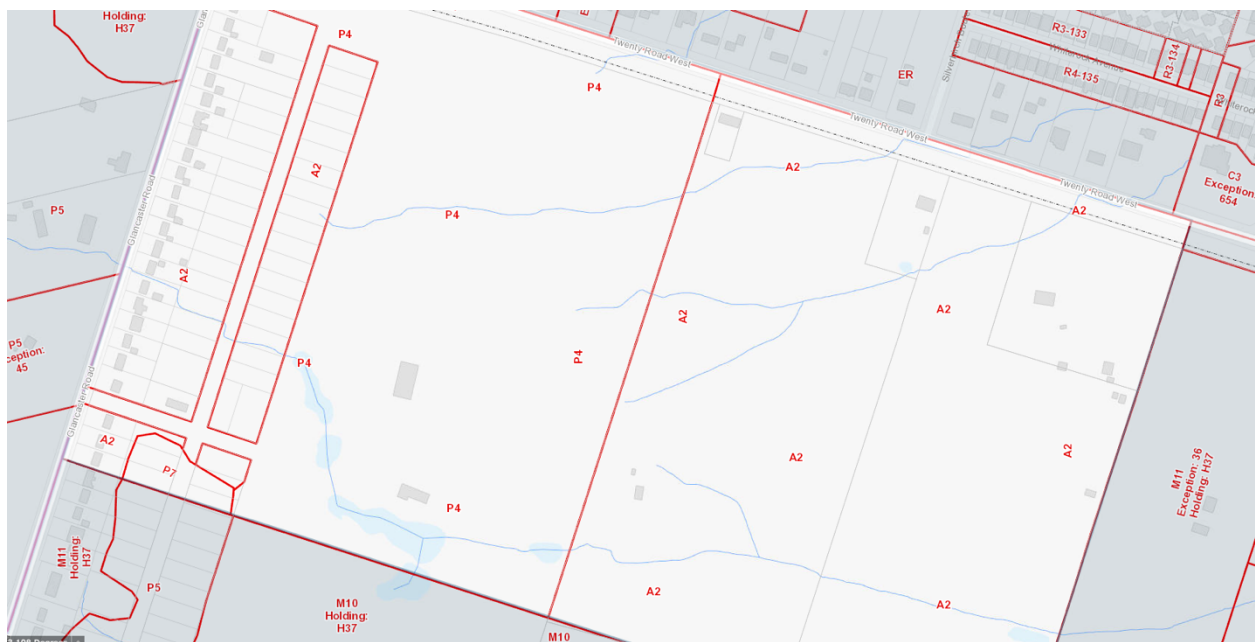 Holding:
H37
P4
Twenty Road West
ER
R3-133
Whiterock Avenue
R3-134
R4-135
R3
P4
Twenty Road West
C3
Exception:
654
A2
A2
Twenty Road West
P5
Glancaster Road
P4
A2
A2
A2
A2
P5
45
P4
P4
Glancaster Road
A2
P7
A2
A2
M11
Exception: 36
Holding: H37
P4
M11
Holding:
H37
P5
M10
Holding:
H37
A2
A2
M10